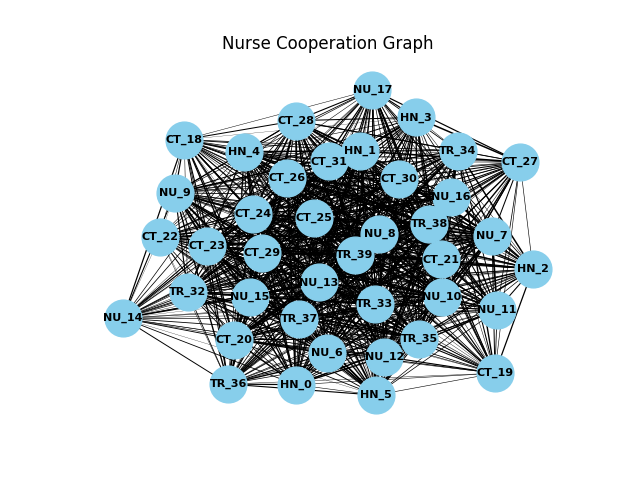 Nurse Cooperation Graph
NU_17
HN_3
CT_28
CT_18
HN_4
HN_1
TR_34
CT_31
CT_27
CT_26
CT_30
NU_9
NU_16
CT_24
CT_25
TR_38
NU_8
NU_7
CT_22
CT_23
CT_29
TR_39
CT_21
HN_2
NU_13
TR_32
NU_15
NU_10
TR_33
NU_11
NU_14
TR_37
CT_20
TR_35
NU_6
NU_12
CT_19
TR_36
HN_0
HN_5